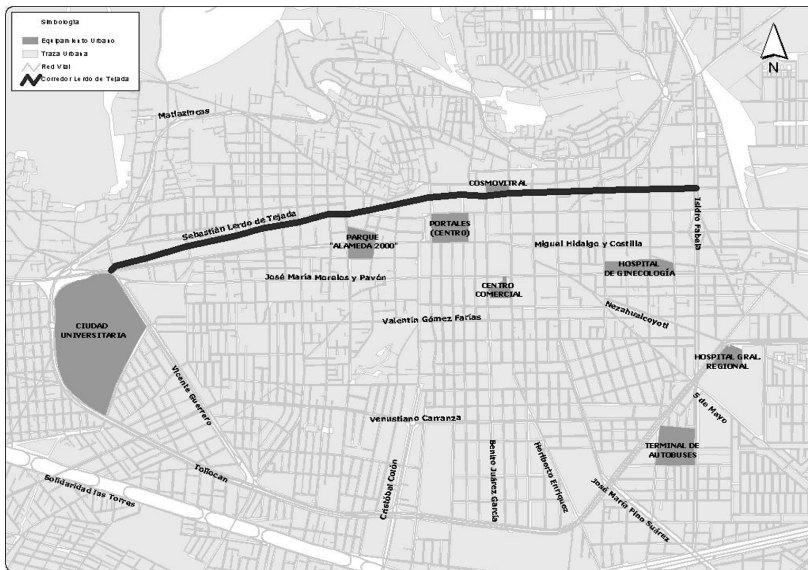 Simbología
Equipamiento Urbano
Traza Urbana
Red Vial
Corredor Lerdo de Tejada
N
Matlazincas
COSMOVITRAL
Sebastián Lerdo de Tejada
PORTALES
(CENTRO)
Isidro Fabela
PARQUE
"ALAMEDA 2000"
Miguel Hidalgo y Costilla
HOSPITAL
DE GINECOLOGÍA
José María Morelos y Pavón
CENTRO
COMERCIAL
Nezahualcoyotl
Valentín Gómez Farías
CIUDAD
UNIVERSITARIA
HOSPITAL GRAL.
REGIONAL
Vicente Guerrero
5 de Mayo
Venustiano Carranza
TERMINAL DE
AUTOBUSES
Tollocan
Cristóbal Colón
Benito Juárez García
Heriberto Enríquez
José María Pino Suárez
Solidaridad las Torres